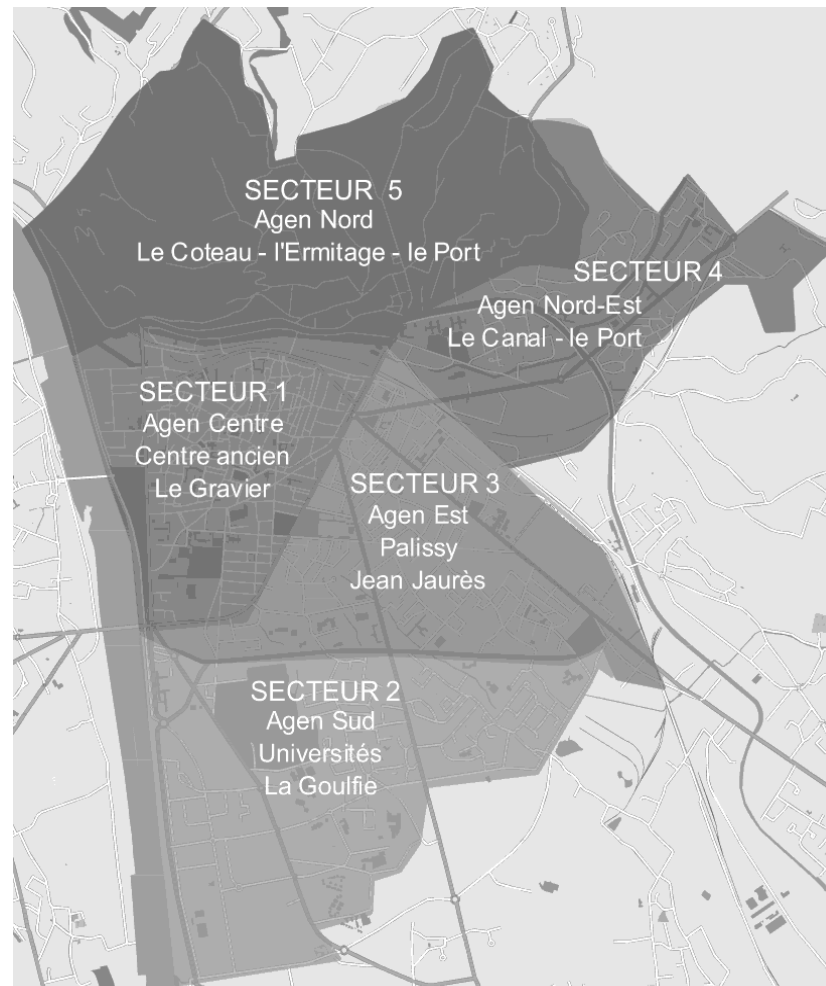 SECTEUR 5
Agen Nord
Le Coteau - l'Ermitage - le Port
SECTEUR 4
Agen Nord-Est
Le Canal - le Port
SECTEUR 1
Agen Centre
Centre ancien
Le Gravier
SECTEUR 3
Agen Est
Palissy
Jean Jaurès
SECTEUR 2
Agen Sud
Universités
La Goulfie